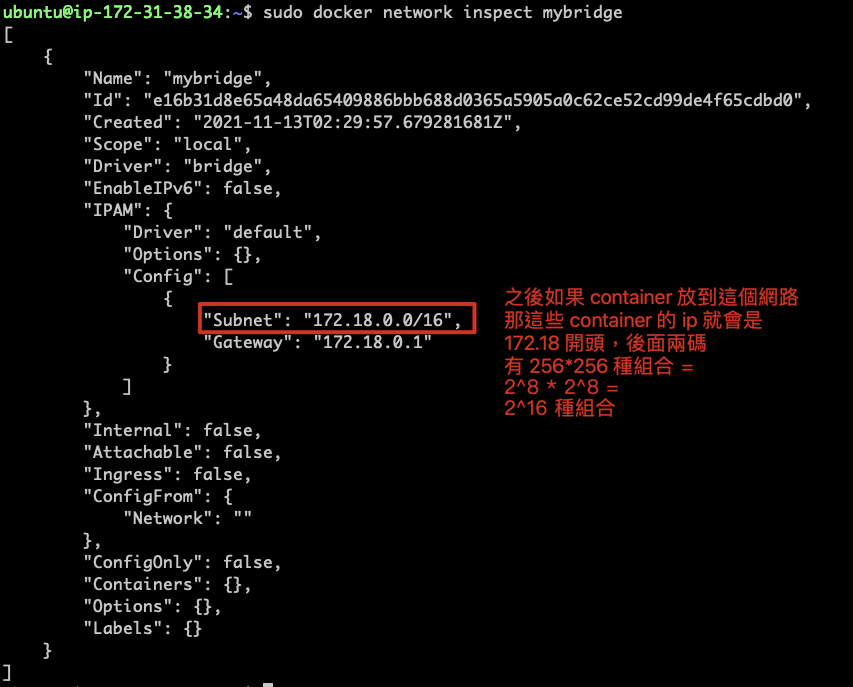 ubuntu@ip-172-31-38-34:~$ sudo docker network inspect mybridge
[
    {
        "Name": "mybridge",
        "Id": "e16b31d8e65a48da65409886bbb688d0365a5905a0c62ce52cd99de4f65cdbd0",
        "Created": "2021-11-13T02:29:57.679281681Z",
        "Scope": "local",
        "Driver": "bridge",
        "EnableIPv6": false,
        "IPAM": {
            "Driver": "default",
            "Options": {},
            "Config": [
                {
                    "Subnet": "172.18.0.0/16",
                    "Gateway": "172.18.0.1"
                }
            ]
        },
        "Internal": false,
        "Attachable": false,
        "Ingress": false,
        "ConfigFrom": {
            "Network": ""
        },
        "ConfigOnly": false,
        "Containers": {},
        "Options": {},
        "Labels": {}
    }
]
之後如果 container 放到這個網路
那這些 container 的 ip 就會是
172.18 開頭，後面兩碼
有 256*256 種組合 =
2^8 * 2^8 =
2^16 種組合